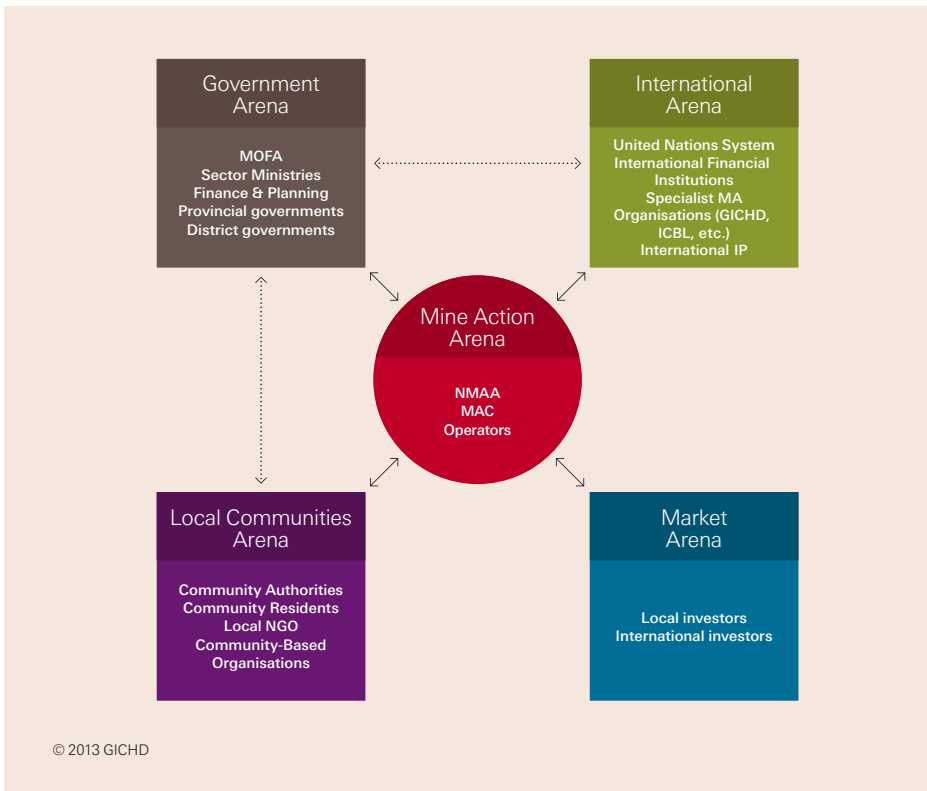 Government
Arena
MOFA
Sector Ministries
Finance & Planning
Provincial governments
District governments
International
Arena
United Nations System
International Financial
Institutions
Specialist MA
Organisations (GICHD,
ICBL, etc.)
International IP
Mine Action
Arena
NMAA
MAC
Operators
Local Communities
Arena
Community Authorities
Community Residents
Local NGO
Community-Based
Organisations
Market
Arena
Local investors
International investors
© 2013 GICHD